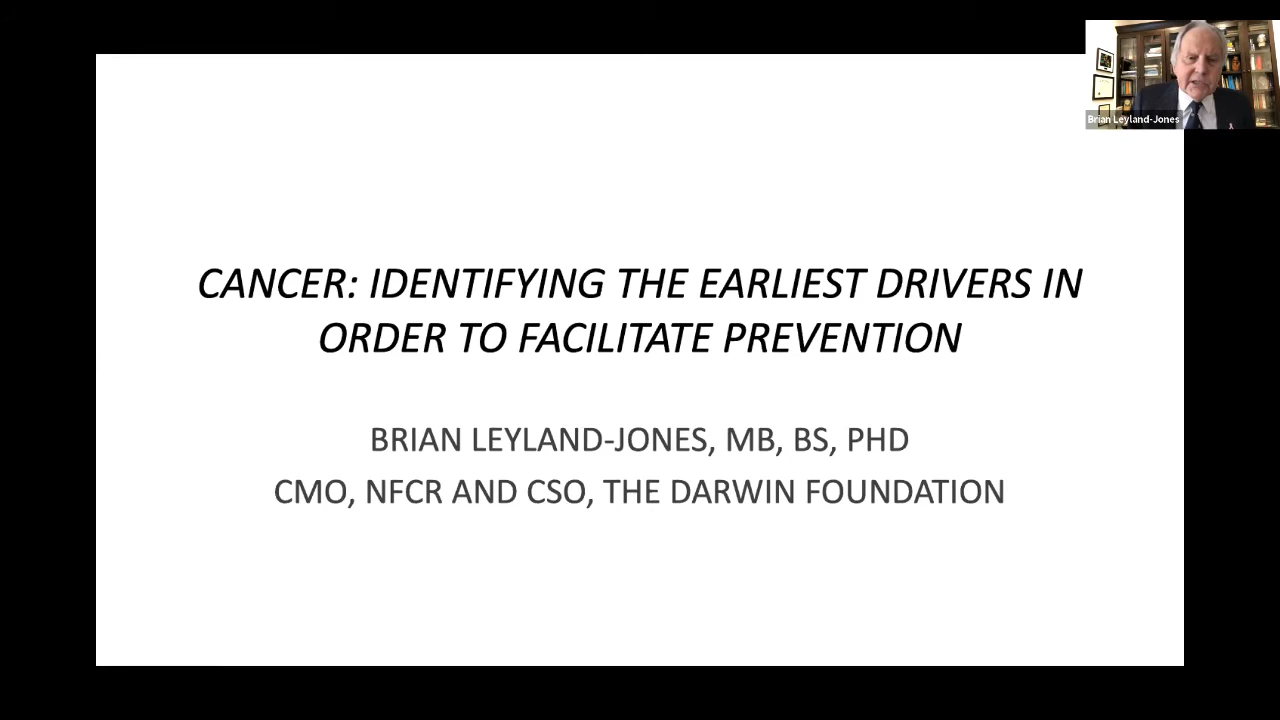 Brian Leyland-Jones
CANCER: IDENTIFYING THE EARLIEST DRIVERS IN
ORDER TO FACILITATE PREVENTION
BRIAN LEYLAND-JONES, MB, BS, PHD
CMO, NFCR AND CSO, THE DARWIN FOUNDATION